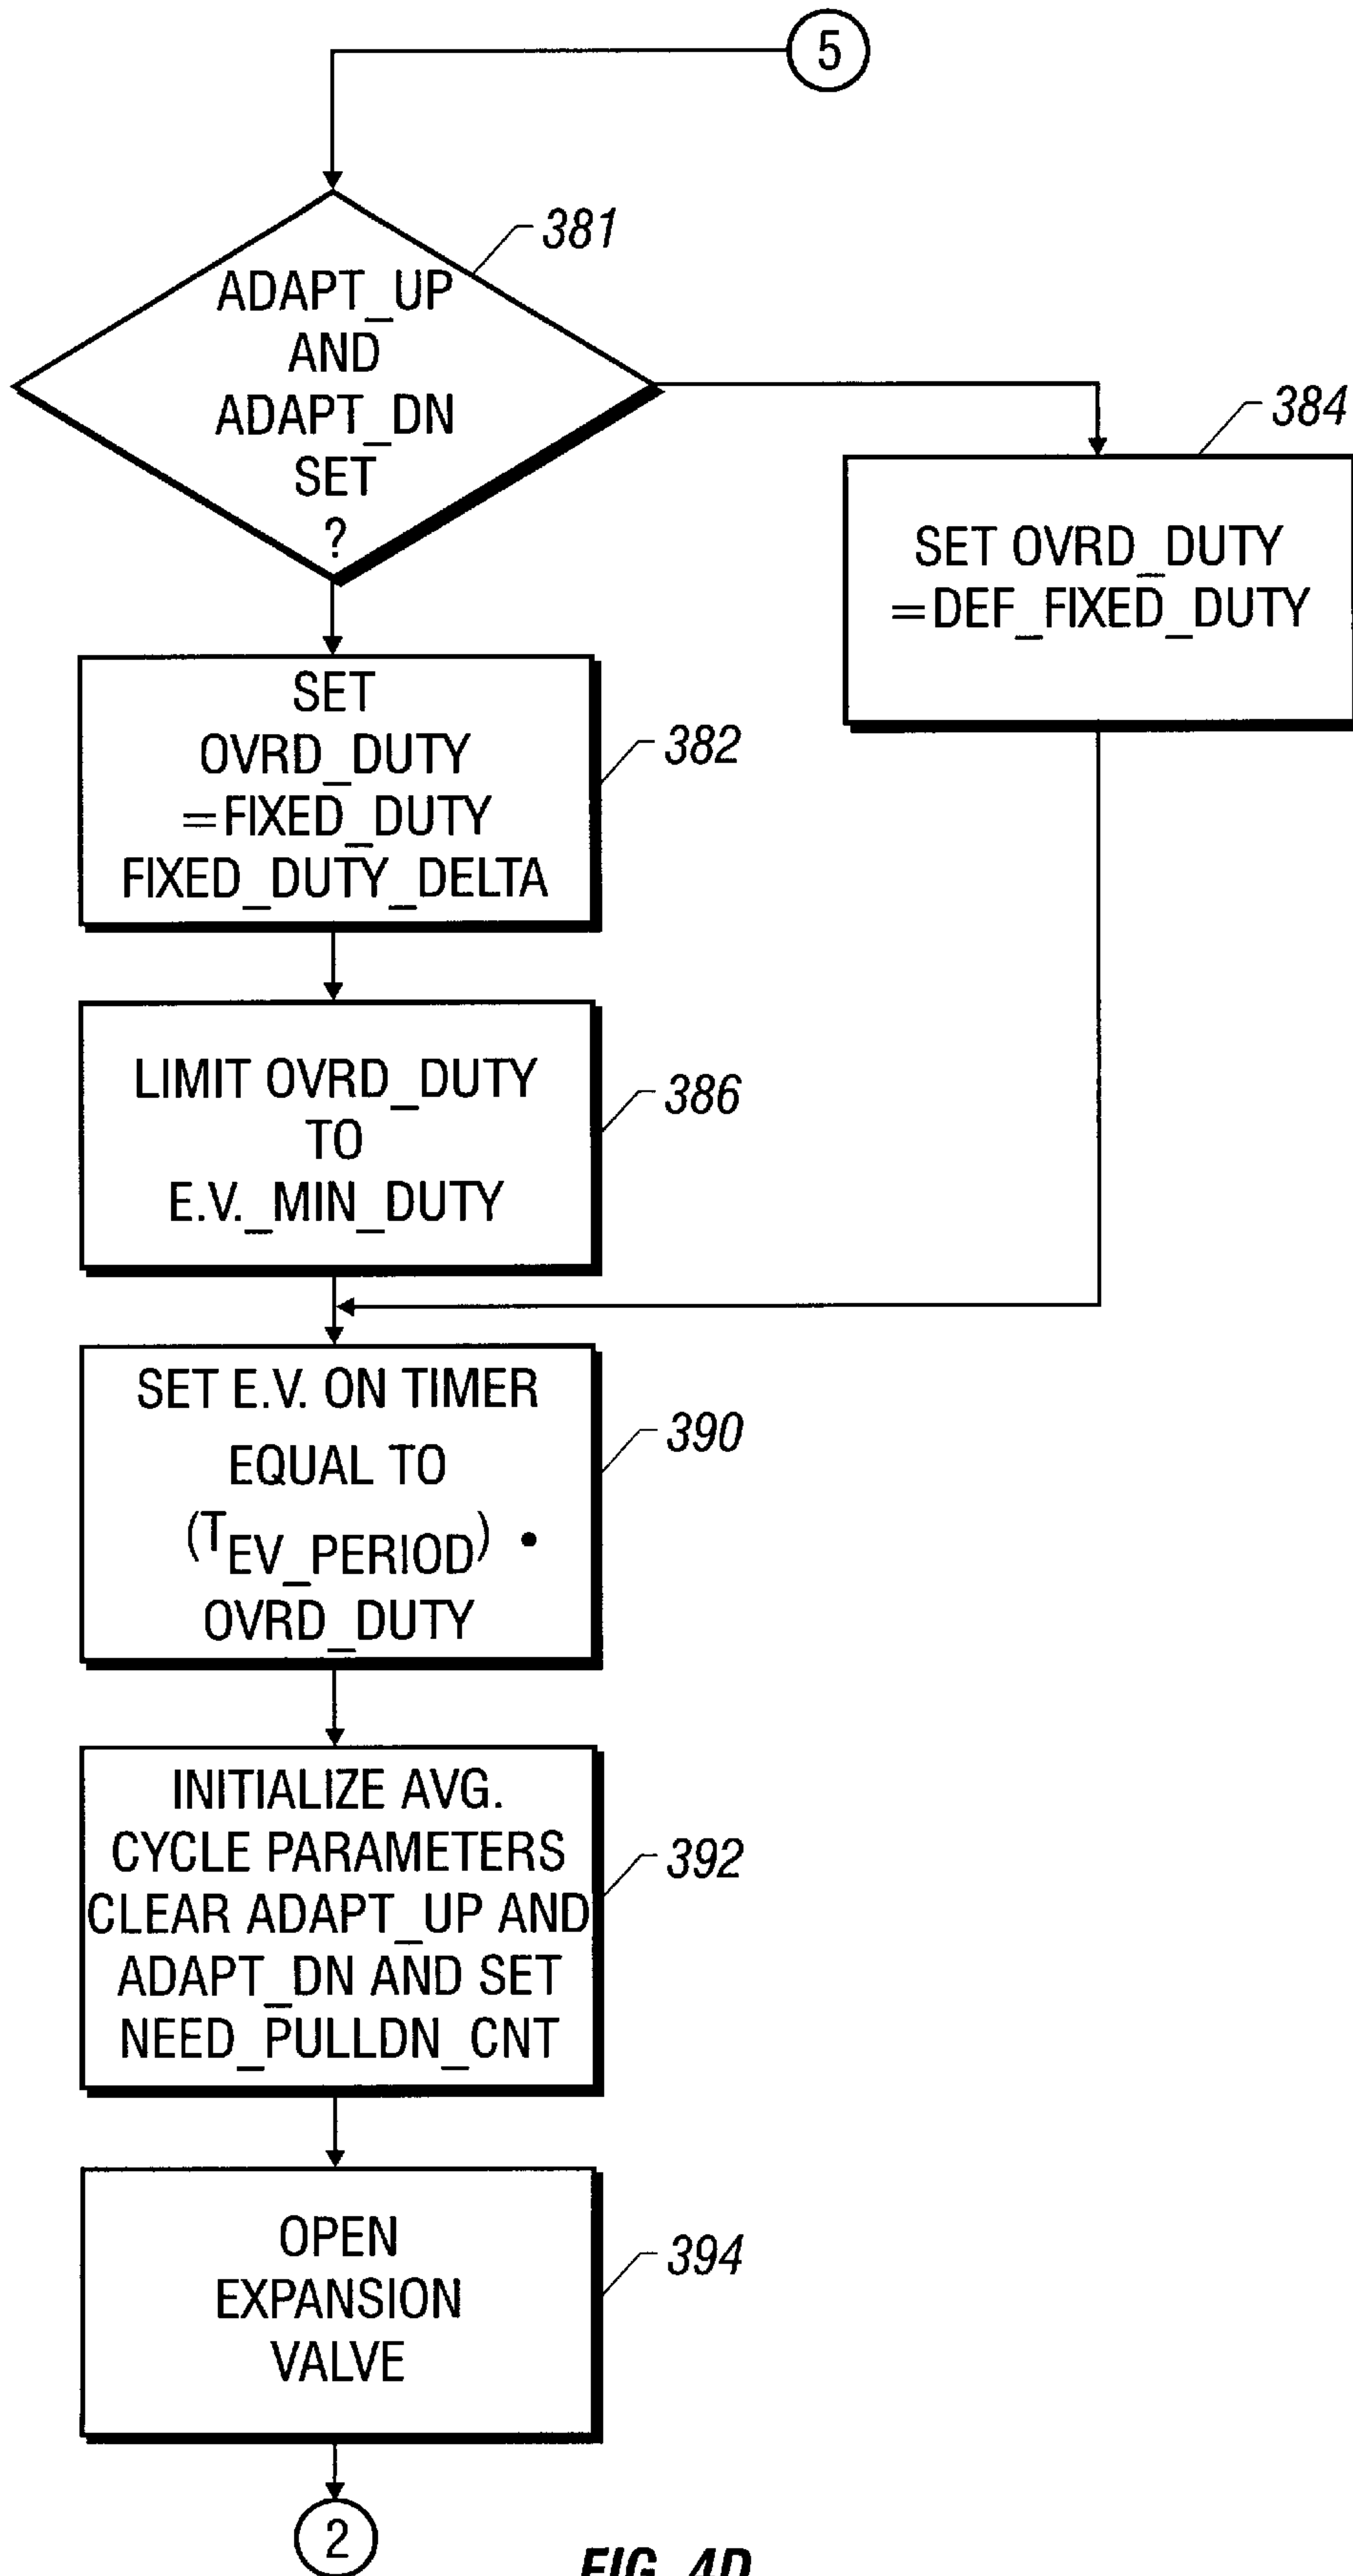 5
381
ADAPT_UP
AND
ADAPT_DN
SET
?
384
SET OVRD_DUTY
=DEF_FIXED_DUTY
SET
OVRD_DUTY
=FIXED_DUTY
FIXED_DUTY_DELTA
382
LIMIT OVRD_DUTY
TO
E.V._MIN_DUTY
386
SET E.V. ON TIMER
EQUAL TO
(TEV_PERIOD) •
OVRD_DUTY
390
INITIALIZE AVG.
CYCLE PARAMETERS
CLEAR ADAPT_UP AND
ADAPT_DN AND SET
NEED_PULLDN_CNT
392
OPEN
EXPANSION
VALVE
394
2
FIG. 4D